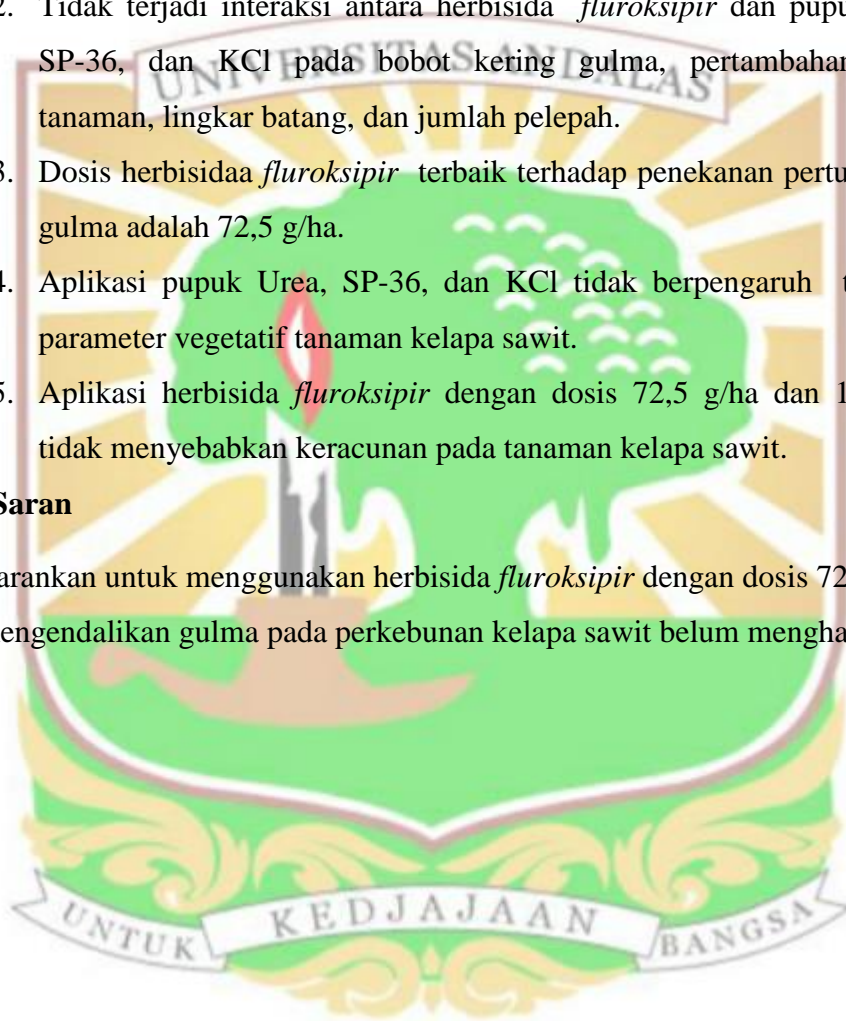 2. Tidak terjadi interaksi antara herbisida fluroksipir dan pupu
SP-36, dan KCl pada bobot kering gulma, pertambahan
tanaman, lingkar batang, dan jumlah pelepah.
3. Dosis herbisidaa fluroksipir terbaik terhadap penekanan pertu
gulma adalah 72,5 g/ha.
4. Aplikasi pupuk Urea, SP-36, dan KCl tidak berpengaruh t
parameter vegetatif tanaman kelapa sawit.
5. Aplikasi herbisida fluroksipir dengan dosis 72,5 g/ha dan 1
tidak menyebabkan keracunan pada tanaman kelapa sawit.
Saran
arankan untuk menggunakan herbisida fluroksipir dengan dosis 72
engendalikan gulma pada perkebunan kelapa sawit belum mengha
UNIVERSITAS ANDALAS
UNTUK KEDJAJAAN BANGSA